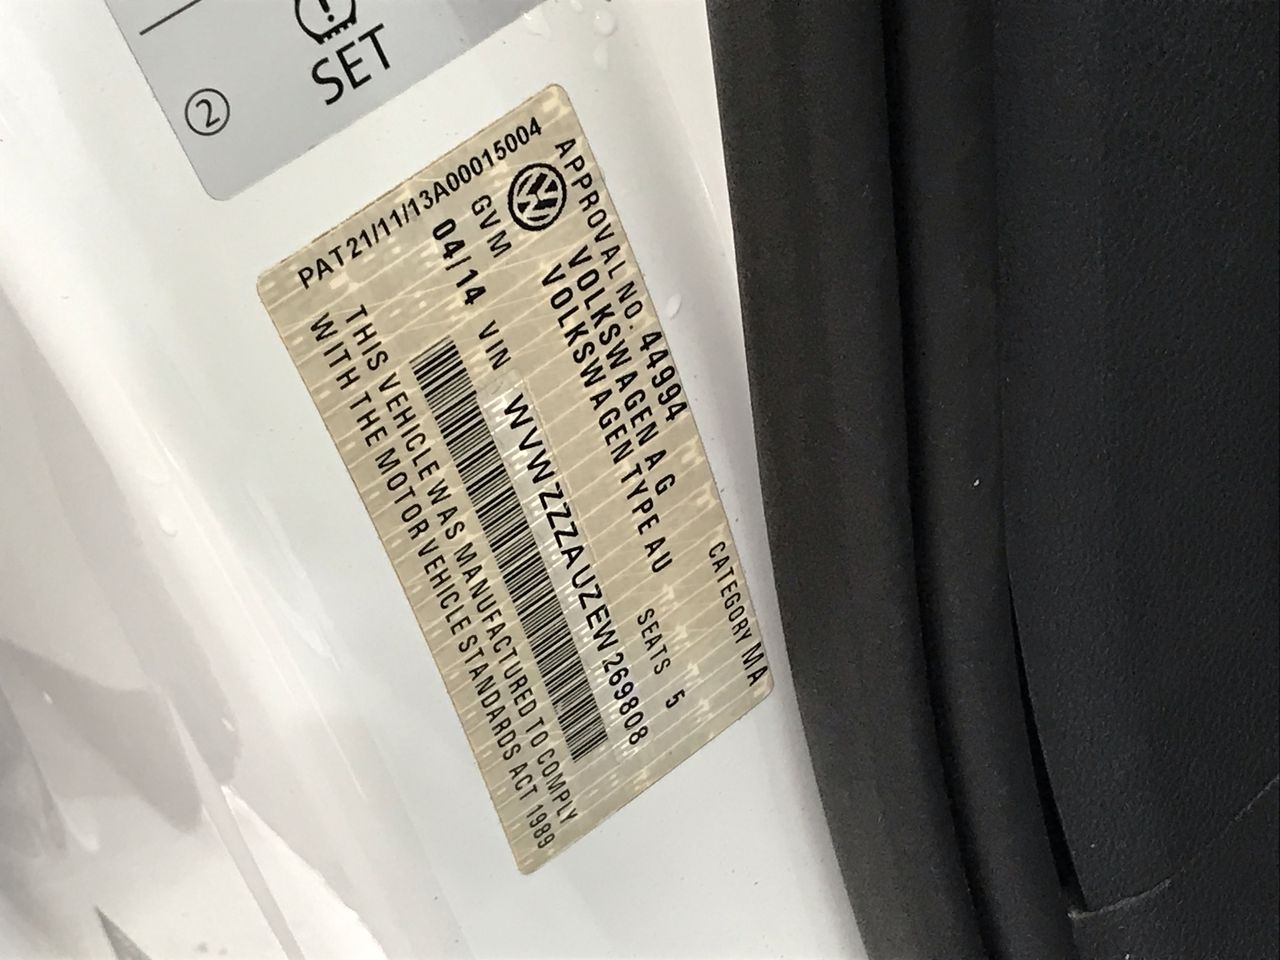 SET
2
APPROVAL NO. 44994 CATEGORY MA
VOLKSWAGEN AG
VOLKSWAGEN TYPE AU SEATS 5
GVM
04/14 VIN WVWZZZAUZEW269808
THIS VEHICLE WAS MANUFACTURED TO COMPLY
WITH THE MOTOR VEHICLE STANDARDS ACT 1989
PAT21/11/13A00015004